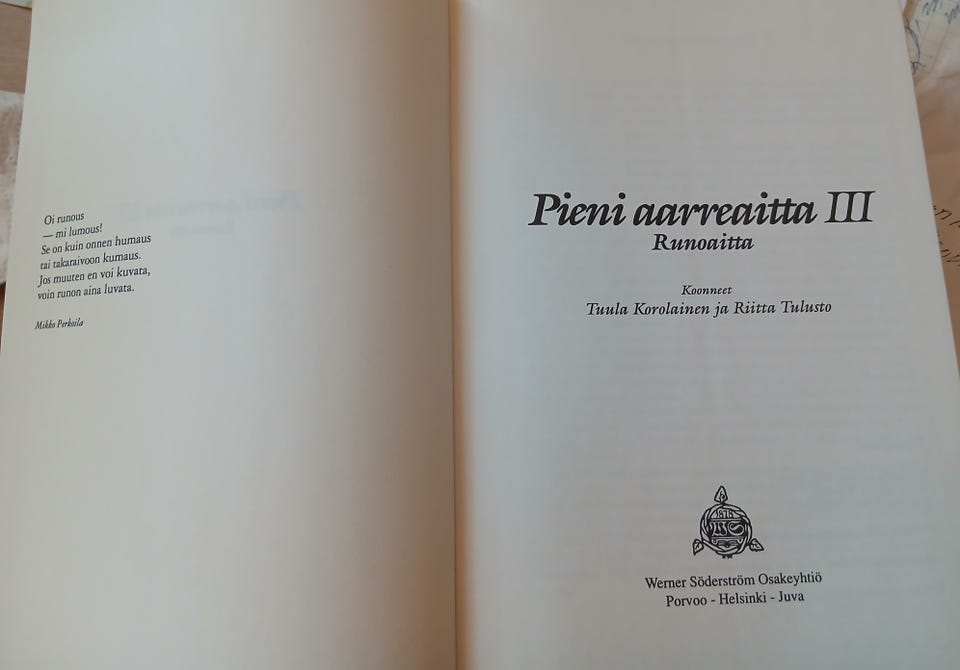 Oi runous
— mi lumous!
Se on kuin onnen humaus
tai takaraivoon kumaus.
Jos muuten en voi kuvata,
voin runon aina luvata.
Mikko Perkoila
Pieni aarreaitta III
Runoaitta
Koonneet
Tuula Korolainen ja Riitta Tulusto
1878
WS
Werner Söderström Osakeyhtiö
Porvoo - Helsinki - Juva